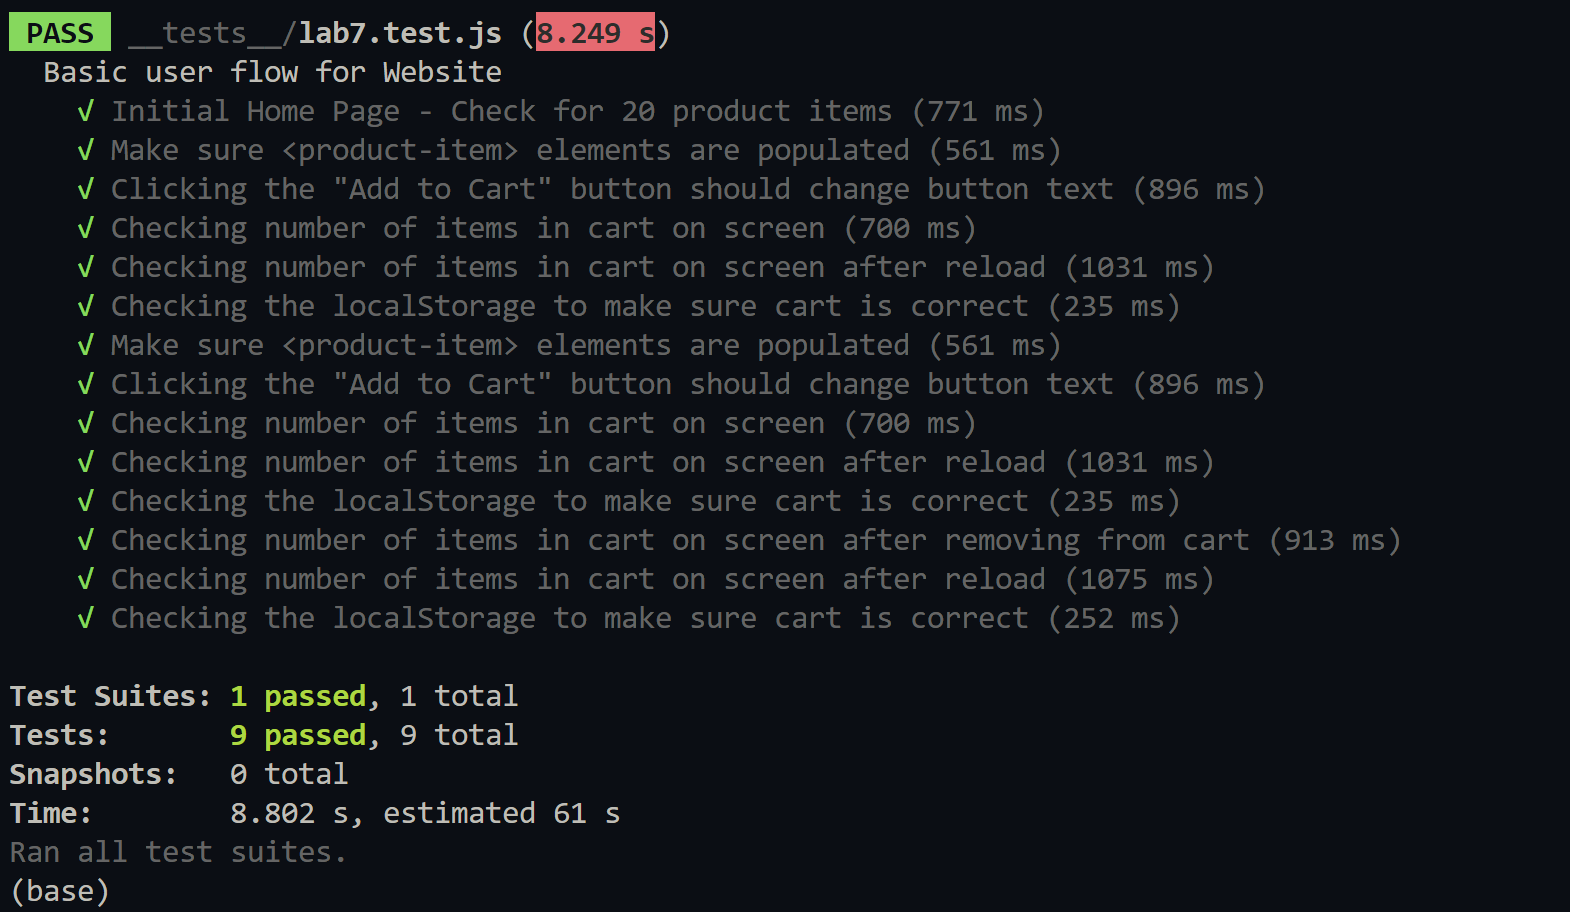 PASS __tests__/lab7.test.js (8.249 s)
Basic user flow for Website
√ Initial Home Page - Check for 20 product items (771 ms)
√ Make sure <product-item> elements are populated (561 ms)
√ Clicking the "Add to Cart" button should change button text (896 ms)
√ Checking number of items in cart on screen (700 ms)
√ Checking number of items in cart on screen after reload (1031 ms)
√ Checking the localStorage to make sure cart is correct (235 ms)
√ Make sure <product-item> elements are populated (561 ms)
√ Clicking the "Add to Cart" button should change button text (896 ms)
√ Checking number of items in cart on screen (700 ms)
√ Checking number of items in cart on screen after reload (1031 ms)
√ Checking the localStorage to make sure cart is correct (235 ms)
√ Checking number of items in cart on screen after removing from cart (913 ms)
√ Checking number of items in cart on screen after reload (1075 ms)
√ Checking the localStorage to make sure cart is correct (252 ms)
Test Suites: 1 passed, 1 total
Tests: 9 passed, 9 total
Snapshots: 0 total
Time: 8.802 s, estimated 61 s
Ran all test suites.
(base)